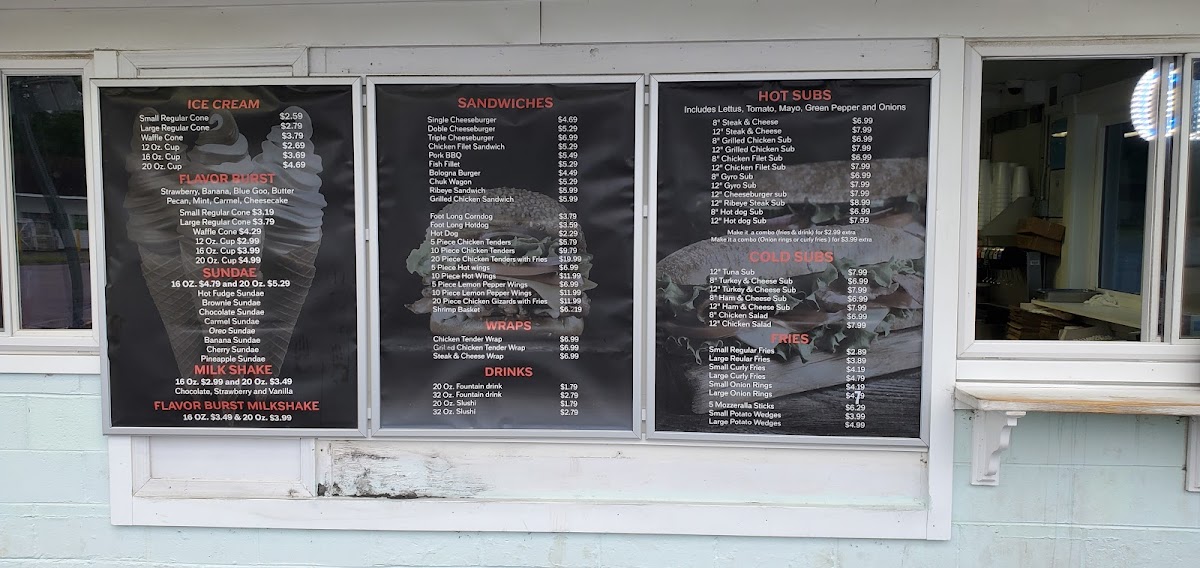 ICE CREAM
Small Regular Cone $2.59
Large Regular Cone $2.79
Waffle Cone $3.79
12 Oz. Cup $2.69
16 Oz. Cup $3.69
20 Oz. Cup $4.69
FLAVOR BURST
Strawberry, Banana, Blue Goo, Butter
Pecan, Mint, Carmel, Cheesecake
Small Regular Cone $3.19
Large Regular Cone $3.79
Waffle Cone $4.29
12 Oz. Cup $2.99
16 Oz. Cup $3.99
20 Oz. Cup $4.99
SUNDAE
16 OZ. $4.79 and 20 Oz. $5.29
Hot Fudge Sundae
Brownie Sundae
Chocolate Sundae
Carmel Sundae
Oreo Sundae
Banana Sundae
Cherry Sundae
Pineapple Sundae
MILK SHAKE
16 Oz. $2.99 and 20 Oz. $3.49
Chocolate, Strawberry and Vanilla
FLAVOR BURST MILKSHAKE
16 OZ. $3.49 & 20 Oz. $3.99
SANDWICHES
Single Cheeseburger $4.69
Doble Cheeseburger $5.29
Triple Cheeseburger $6.99
Chicken Filet Sandwich $5.29
Pork BBQ $5.49
Fish Fillet $5.29
Bologna Burger $4.49
Chuk Wagon $5.29
Ribeye Sandwich $5.99
Grilled Chicken Sandwich $5.99
Foot Long Corndog $3.79
Foot Long Hotdog $3.59
Hot Dog $2.29
5 Piece Chicken Tenders $5.79
10 Piece Chicken Tenders $9.79
20 Piece Chicken Tenders with Fries $19.99
5 Piece Hot wings $6.99
10 Piece Hot Wings $11.99
5 Piece Lemon Pepper Wings $6.99
10 Piece Lemon Pepper Wings $11.99
20 Piece Chicken Gizards with Fries $11.99
Shrimp Basket $6.29
WRAPS
Chicken Tender Wrap $6.99
Grilled Chicken Tender Wrap $6.99
Steak & Cheese Wrap $6.99
DRINKS
20 Oz. Fountain drink $1.79
32 Oz. Fountain drink $2.79
20 Oz. Slushi $1.79
32 Oz. Slushi $2.79
HOT SUBS
Includes Lettus, Tomato, Mayo, Green Pepper and Onions
8" Steak & Cheese $6.99
12" Steak & Cheese $7.99
8" Grilled Chicken Sub $6.99
12" Grilled Chicken Sub $7.99
8" Chicken Filet Sub $6.99
12" Chicken Filet Sub $7.99
8" Gyro Sub $6.99
12" Gyro Sub $7.99
12" Cheeseburger sub $7.99
12" Ribeye Steak Sub $8.99
8" Hot dog Sub $6.99
12" Hot dog Sub $7.99
Make it a combo (fries & drink) for $2.99 extra
Make it a combo (Onion rings or curly fries ) for $3.99 extra
COLD SUBS
12" Tuna Sub $7.99
8" Turkey & Cheese Sub $6.99
12" Turkey & Cheese Sub $7.99
8" Ham & Cheese Sub $6.99
12" Ham & Cheese Sub $7.99
8" Chicken Salad $6.99
12" Chicken Salad $7.99
FRIES
Small Regular Fries $2.89
Large Reular Fries $3.89
Small Curly Fries $4.19
Large Curly Fries $4.79
Small Onion Rings $4.19
Large Onion Rings $4.79
5 Mozzeralla Sticks $6.29
Small Potato Wedges $3.99
Large Potato Wedges $4.99